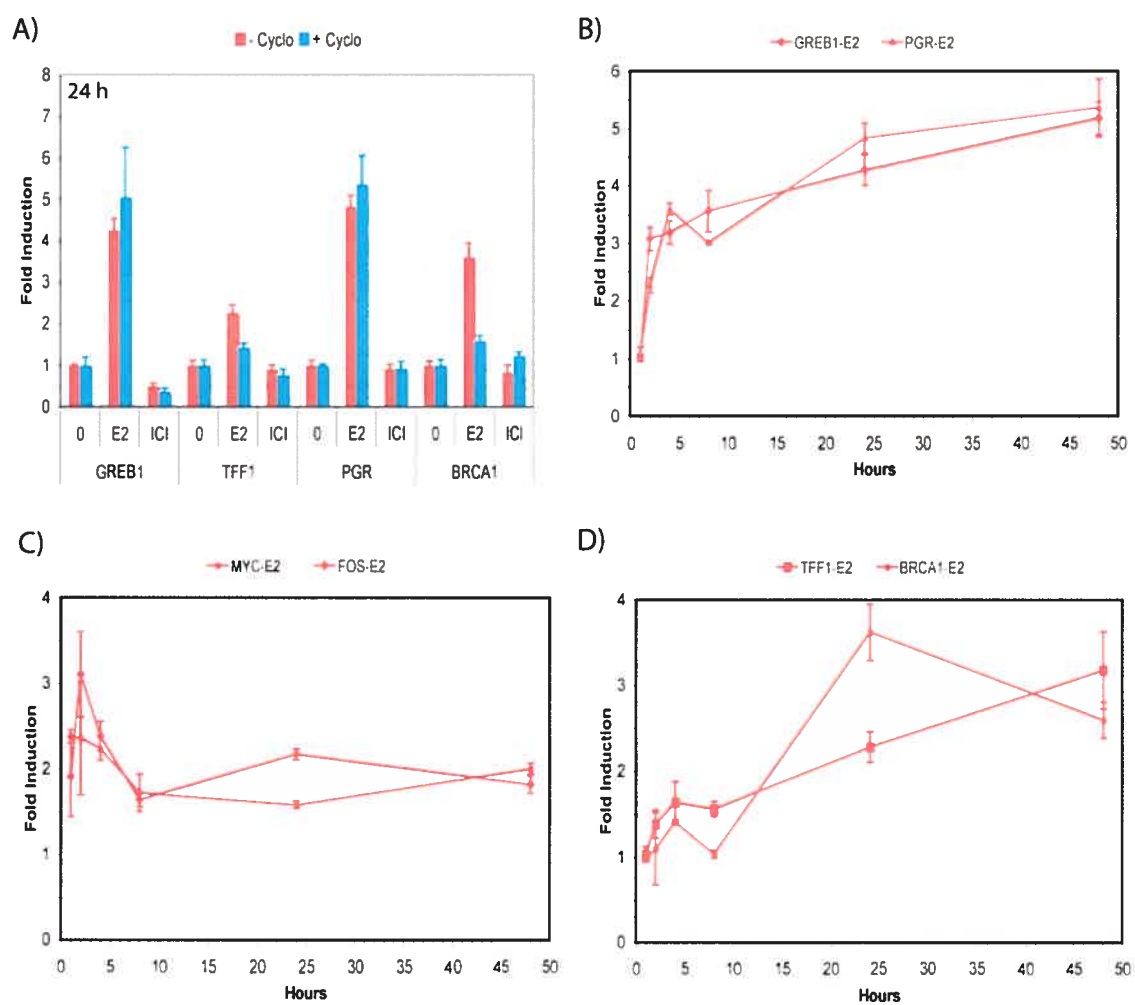 A)
- Cyclo + Cyclo
24 h
Fold Induction
8
7
6
5
4
3
2
1
0
0 E2 ICI 0 E2 ICI 0 E2 ICI 0 E2 ICI
GREB1 TFF1 PGR BRCA1
B)
GREB1-E2 PGR-E2
Fold Induction
6
5
4
3
2
1
0
0 5 10 15 20 25 30 35 40 45 50
Hours
C)
MYC-E2 FOS-E2
Fold Induction
4
3
2
1
0
0 5 10 15 20 25 30 35 40 45 50
Hours
D)
TFF1-E2 BRCA1-E2
Fold Induction
4
3
2
1
0
0 5 10 15 20 25 30 35 40 45 50
Hours